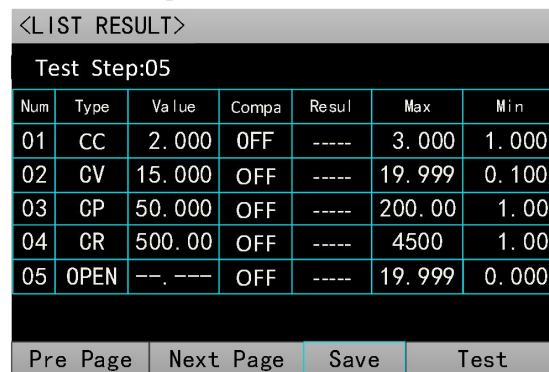 <LIST RESULT>
Test Step:05
Num Type Value Compa Resul Max Min
01 CC 2.000 OFF ----- 3.000 1.000
02 CV 15.000 OFF ----- 19.999 0.100
03 CP 50.000 OFF ----- 200.00 1.00
04 CR 500.00 OFF ----- 4500 1.00
05 OPEN --.--- OFF ----- 19.999 0.000
Pre Page Next Page Save Test